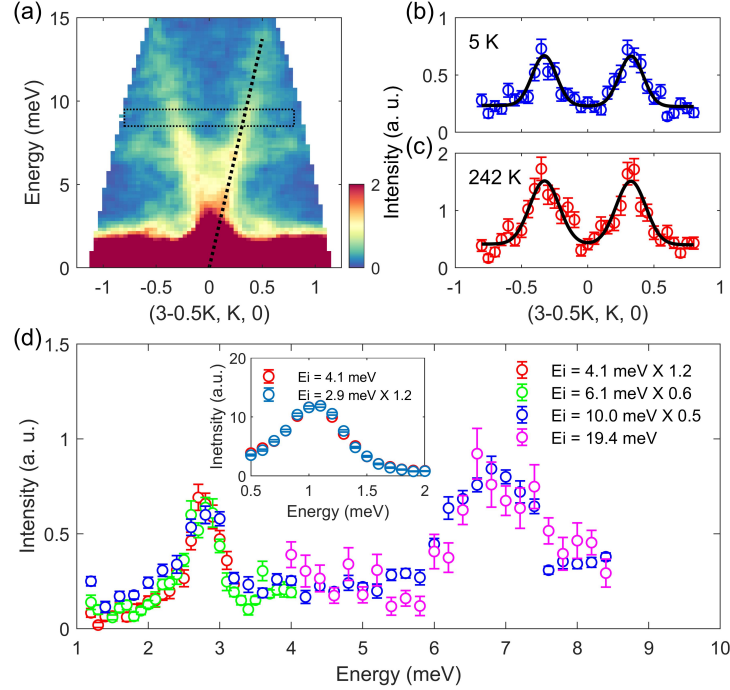 (a)
15
10
5
0
Energy (meV)
-1 -0.5 0 0.5 1
(3-0.5K, K, 0)
2
0
(b)
5 K
1
0.5
0
(c)
242 K
2
1
0
Intensity (a. u.)
-1 -0.5 0 0.5 1
(3-0.5K, K, 0)
(d)
1.5
1
0.5
0
Intensity (a. u.)
1 2 3 4 5 6 7 8 9 10
Energy (meV)
Ei = 4.1 meV X 1.2
Ei = 6.1 meV X 0.6
Ei = 10.0 meV X 0.5
Ei = 19.4 meV
20
10
0
Inetnsity (a.u.)
Ei = 4.1 meV
Ei = 2.9 meV X 1.2
0.5 1 1.5 2
Energy (meV)